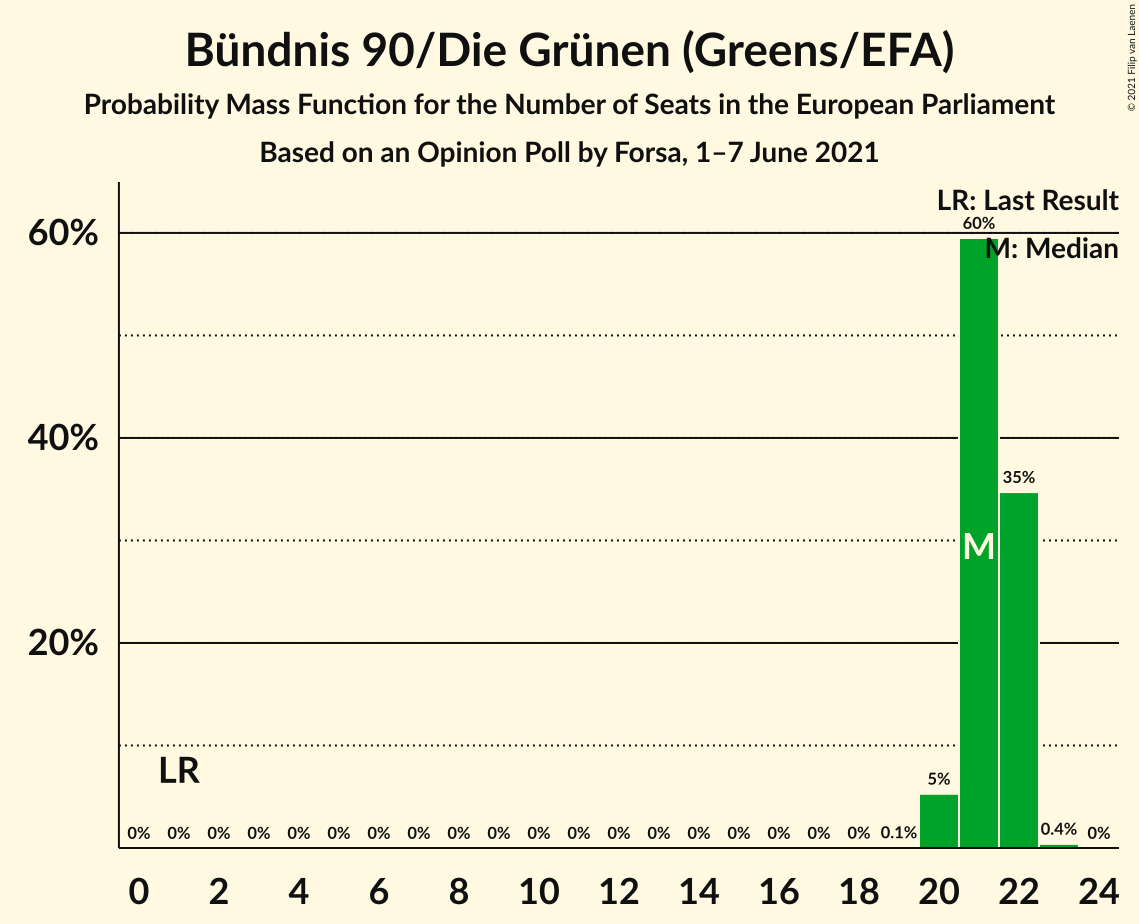 Bündnis 90/Die Grünen (Greens/EFA)
Probability Mass Function for the Number of Seats in the European Parliament
Based on an Opinion Poll by Forsa, 1–7 June 2021
© 2021 Filip van Laenen
LR: Last Result
M: Median
60%
40%
20%
60%
35%
M
LR
5%
0% 0% 0% 0% 0% 0% 0% 0% 0% 0% 0% 0% 0% 0% 0% 0% 0% 0% 0% 0.1% 0.4% 0%
0 2 4 6 8 10 12 14 16 18 20 22 24